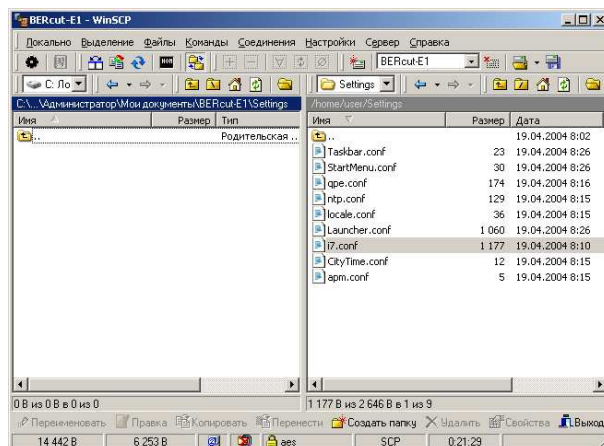 BERcut-E1 - WinSCP
Локально Выделение Файлы Команды Соединения Настройки Сервер Справка
BERcut-E1
C: Ло
Settings
C:\...\Администратор\Мои документы\BERcut-E1\Settings
/home/user/Settings
Имя Размер Тип
Имя Размер Дата
.. Родительская ..
.. 19.04.2004 8:02
Taskbar.conf 23 19.04.2004 8:26
StartMenu.conf 30 19.04.2004 8:26
qpe.conf 174 19.04.2004 8:16
ntp.conf 129 19.04.2004 8:15
locale.conf 36 19.04.2004 8:15
Launcher.conf 1 060 19.04.2004 8:26
i7.conf 1 177 19.04.2004 8:10
CityTime.conf 12 19.04.2004 8:15
apm.conf 5 19.04.2004 8:15
0 B из 0 B в 0 из 0
1 177 B из 2 646 B в 1 из 9
Переименовать Правка Копировать Перенести Создать папку Удалить Свойства Выход
14 442 B 6 253 B aes SCP 0:21:29